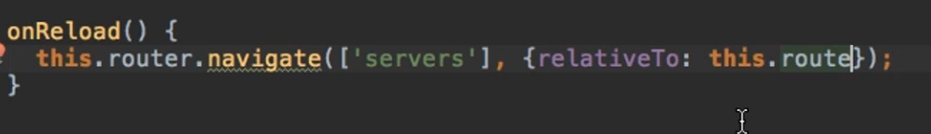 onReload() {
this.router.navigate(['servers'], {relativeTo: this.route});
}